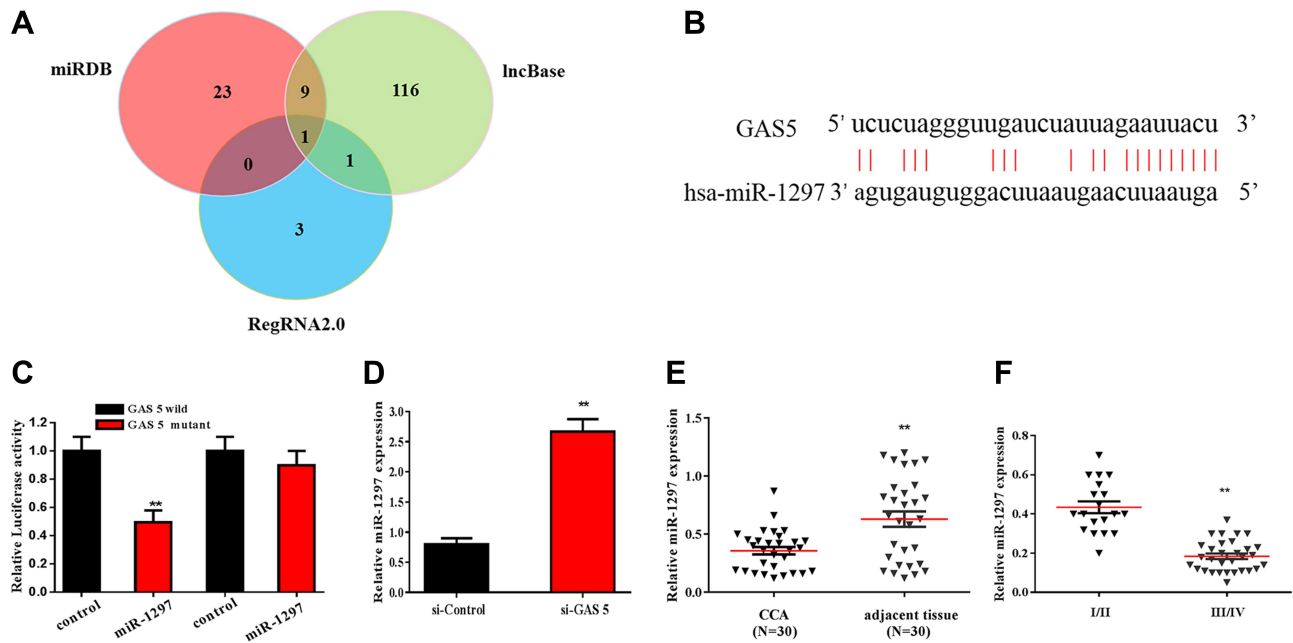 A
miRDB
lncBase
23
9
116
1
0
1
3
RegRNA2.0
B
GAS5 5’ ucucuaggguugaucuauuagaauuacu 3’
hsa-miR-1297 3’ agugauguggacuuaaugaacuuaauga 5’
C
GAS 5 wild
GAS 5 mutant
Relative Luciferase activity
1.2
1.0
0.8
0.6
0.4
0.2
0.0
**
control
miR-1297
control
miR-1297
D
Relative miR-1297 expression
3.0
2.5
2.0
1.5
1.0
0.5
0.0
**
si-Control
si-GAS 5
E
Relative miR-1297 expression
1.5
1.0
0.5
0.0
**
CCA
(N=30)
adjacent tissue
(N=30)
F
Relative miR-1297 expression
0.8
0.6
0.4
0.2
0.0
**
I/II
III/IV